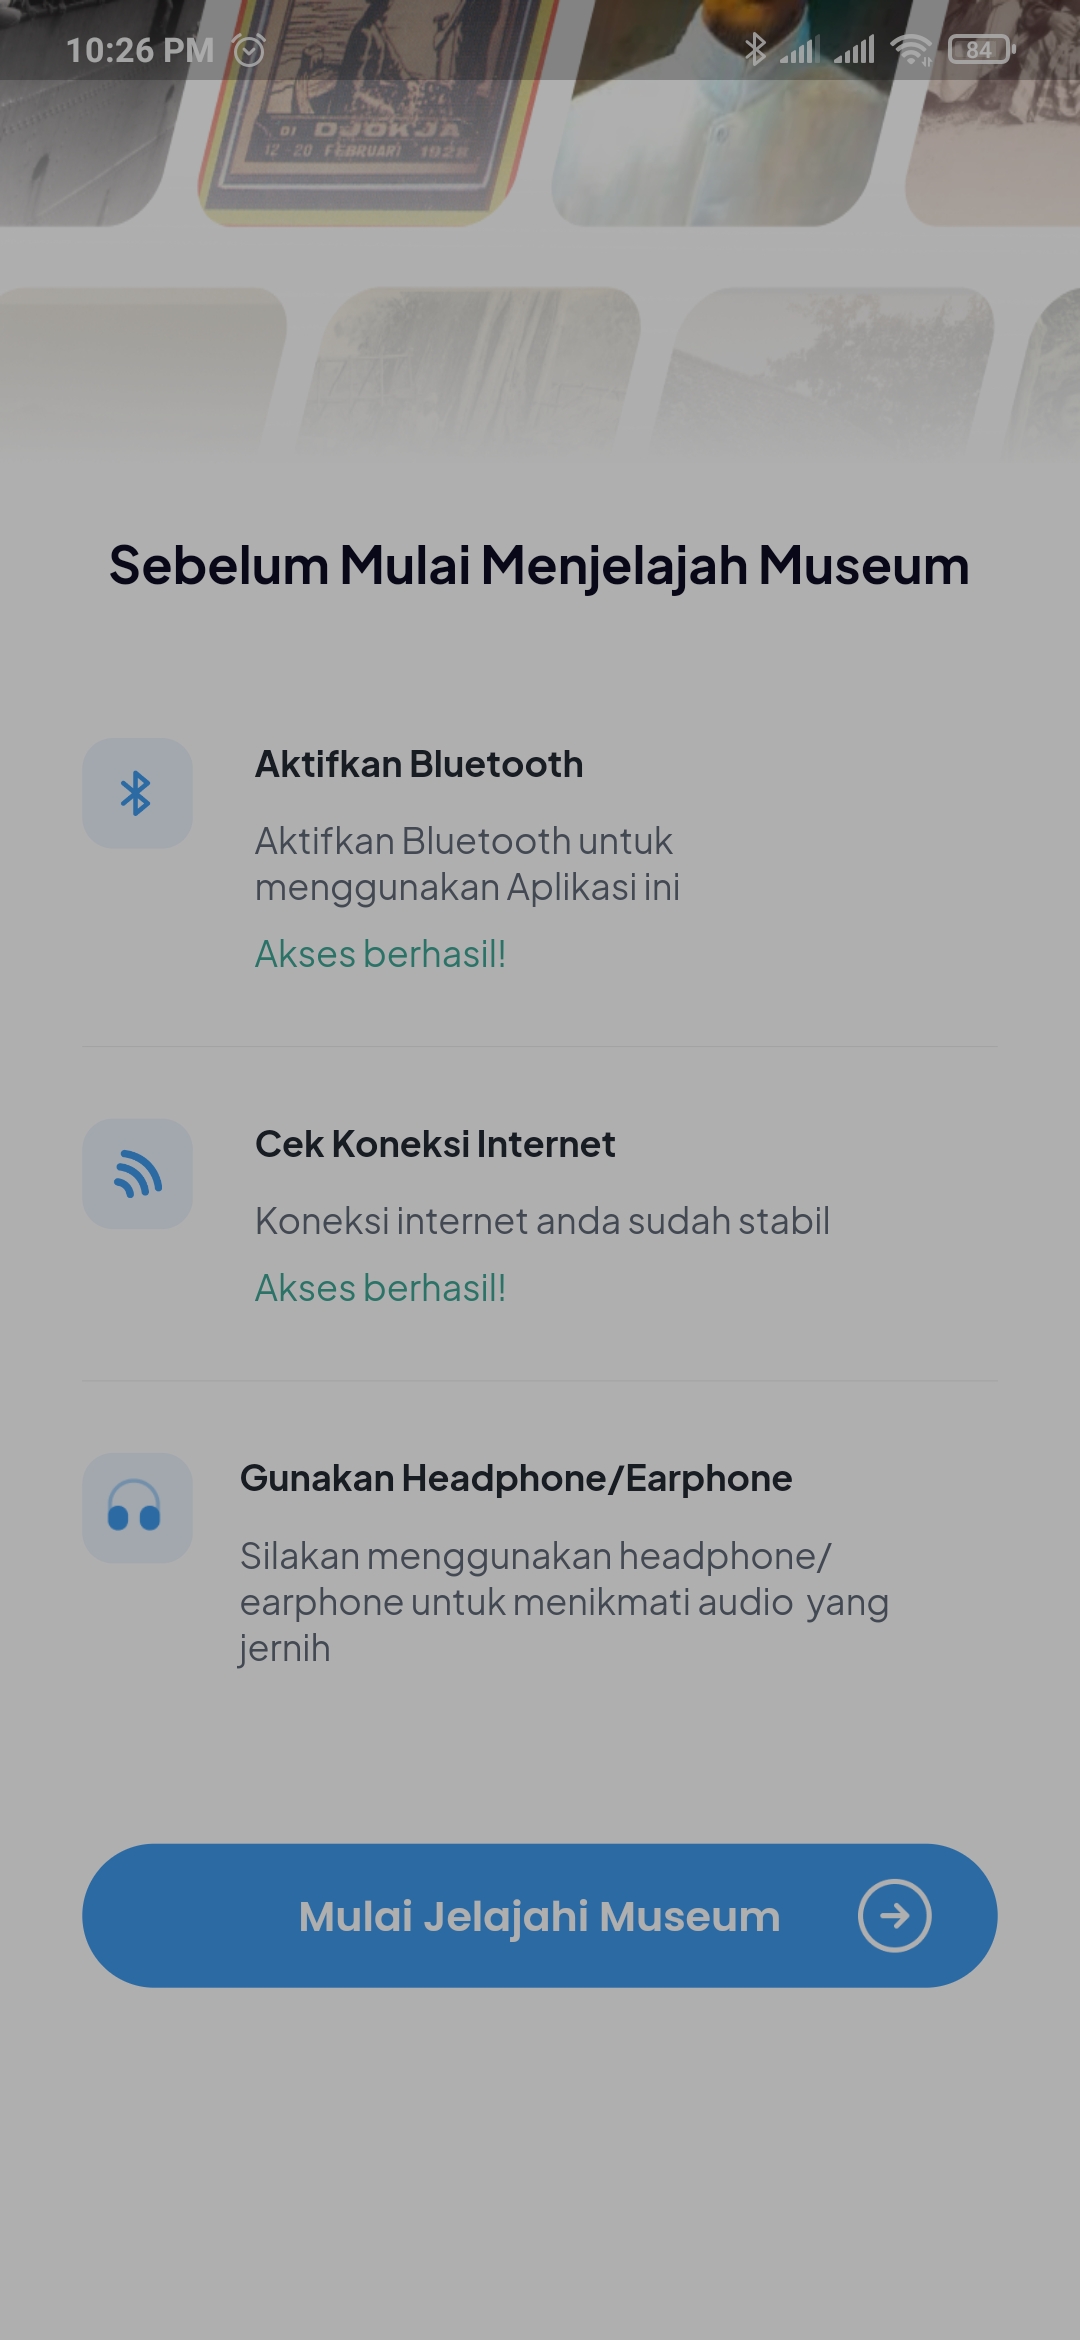 10:26 PM
84
DI DJOKJA
12-20 FEBRUARI 1928
Sebelum Mulai Menjelajah Museum
Aktifkan Bluetooth
Aktifkan Bluetooth untuk
menggunakan Aplikasi ini
Akses berhasil!
Cek Koneksi Internet
Koneksi internet anda sudah stabil
Akses berhasil!
Gunakan Headphone/Earphone
Silakan menggunakan headphone/
earphone untuk menikmati audio  yang
jernih
Mulai Jelajahi Museum